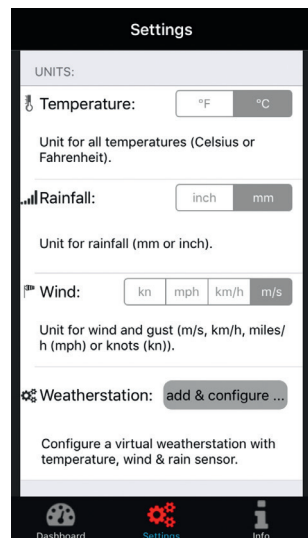 Settings
UNITS:
Temperature: °F °C
Unit for all temperatures (Celsius or
Fahrenheit).
Rainfall: inch mm
Unit for rainfall (mm or inch).
Wind: kn mph km/h m/s
Unit for wind and gust (m/s, km/h, miles/
h (mph) or knots (kn)).
Weatherstation: add & configure ...
Configure a virtual weatherstation with
temperature, wind & rain sensor.
Dashboard Settings Info